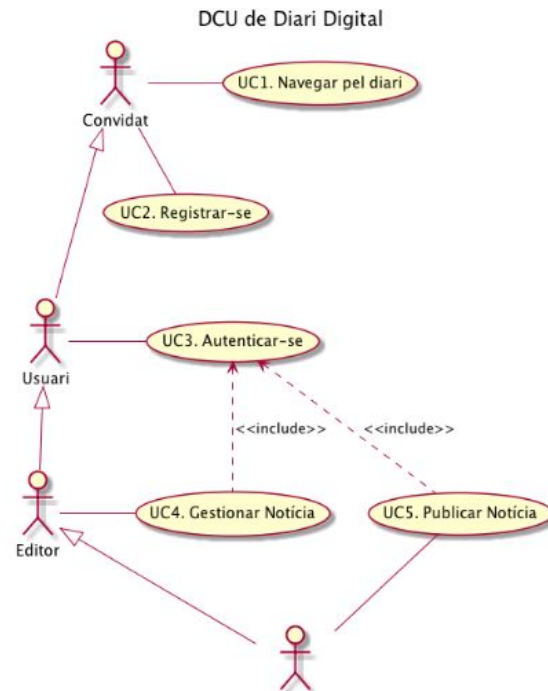 DCU de Diari Digital
UC1. Navegar pel diari
Convidat
UC2. Registrar-se
UC3. Autenticar-se
Usuari
<<include>>
<<include>>
UC4. Gestionar Notícia
UC5. Publicar Notícia
Editor